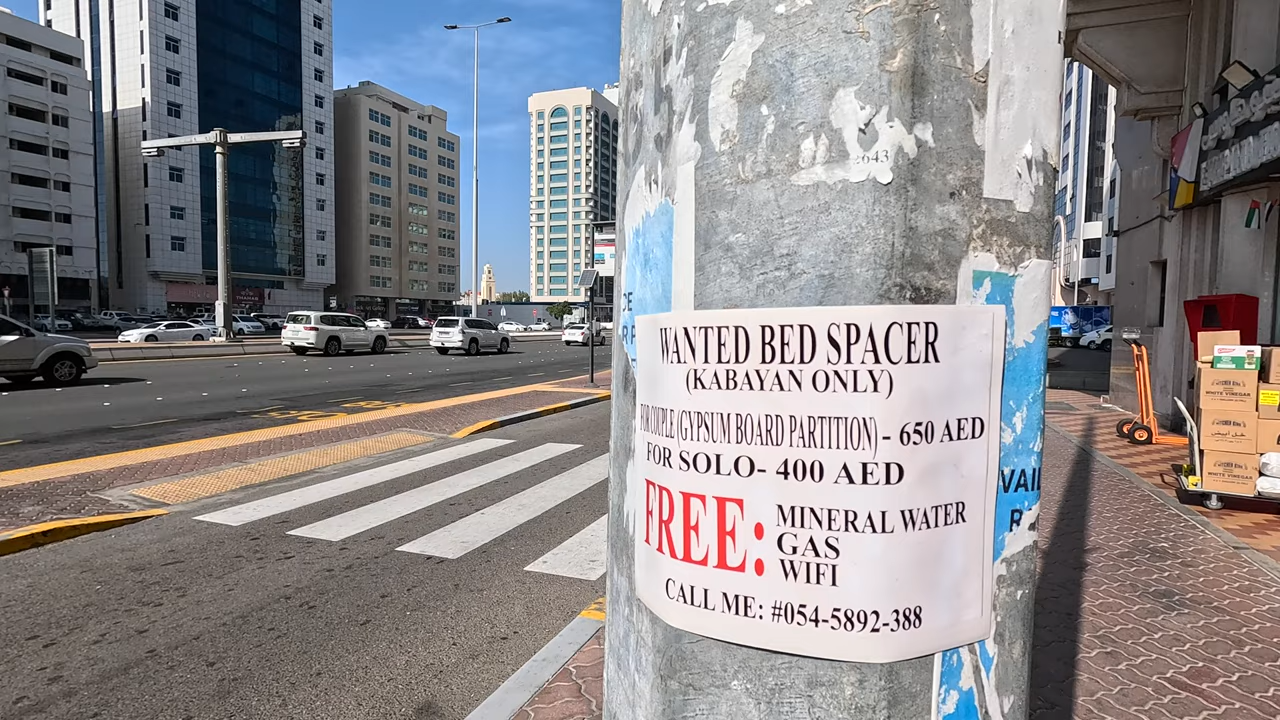 2643
WANTED BED SPACER
(KABAYAN ONLY)
FOR COUPLE (GYPSUM BOARD PARTITION) - 650 AED
FOR SOLO- 400 AED
FREE: MINERAL WATER
GAS
WIFI
CALL ME: #054-5892-388
VAIL
WHITE VINEGAR
WHITE VINEGAR